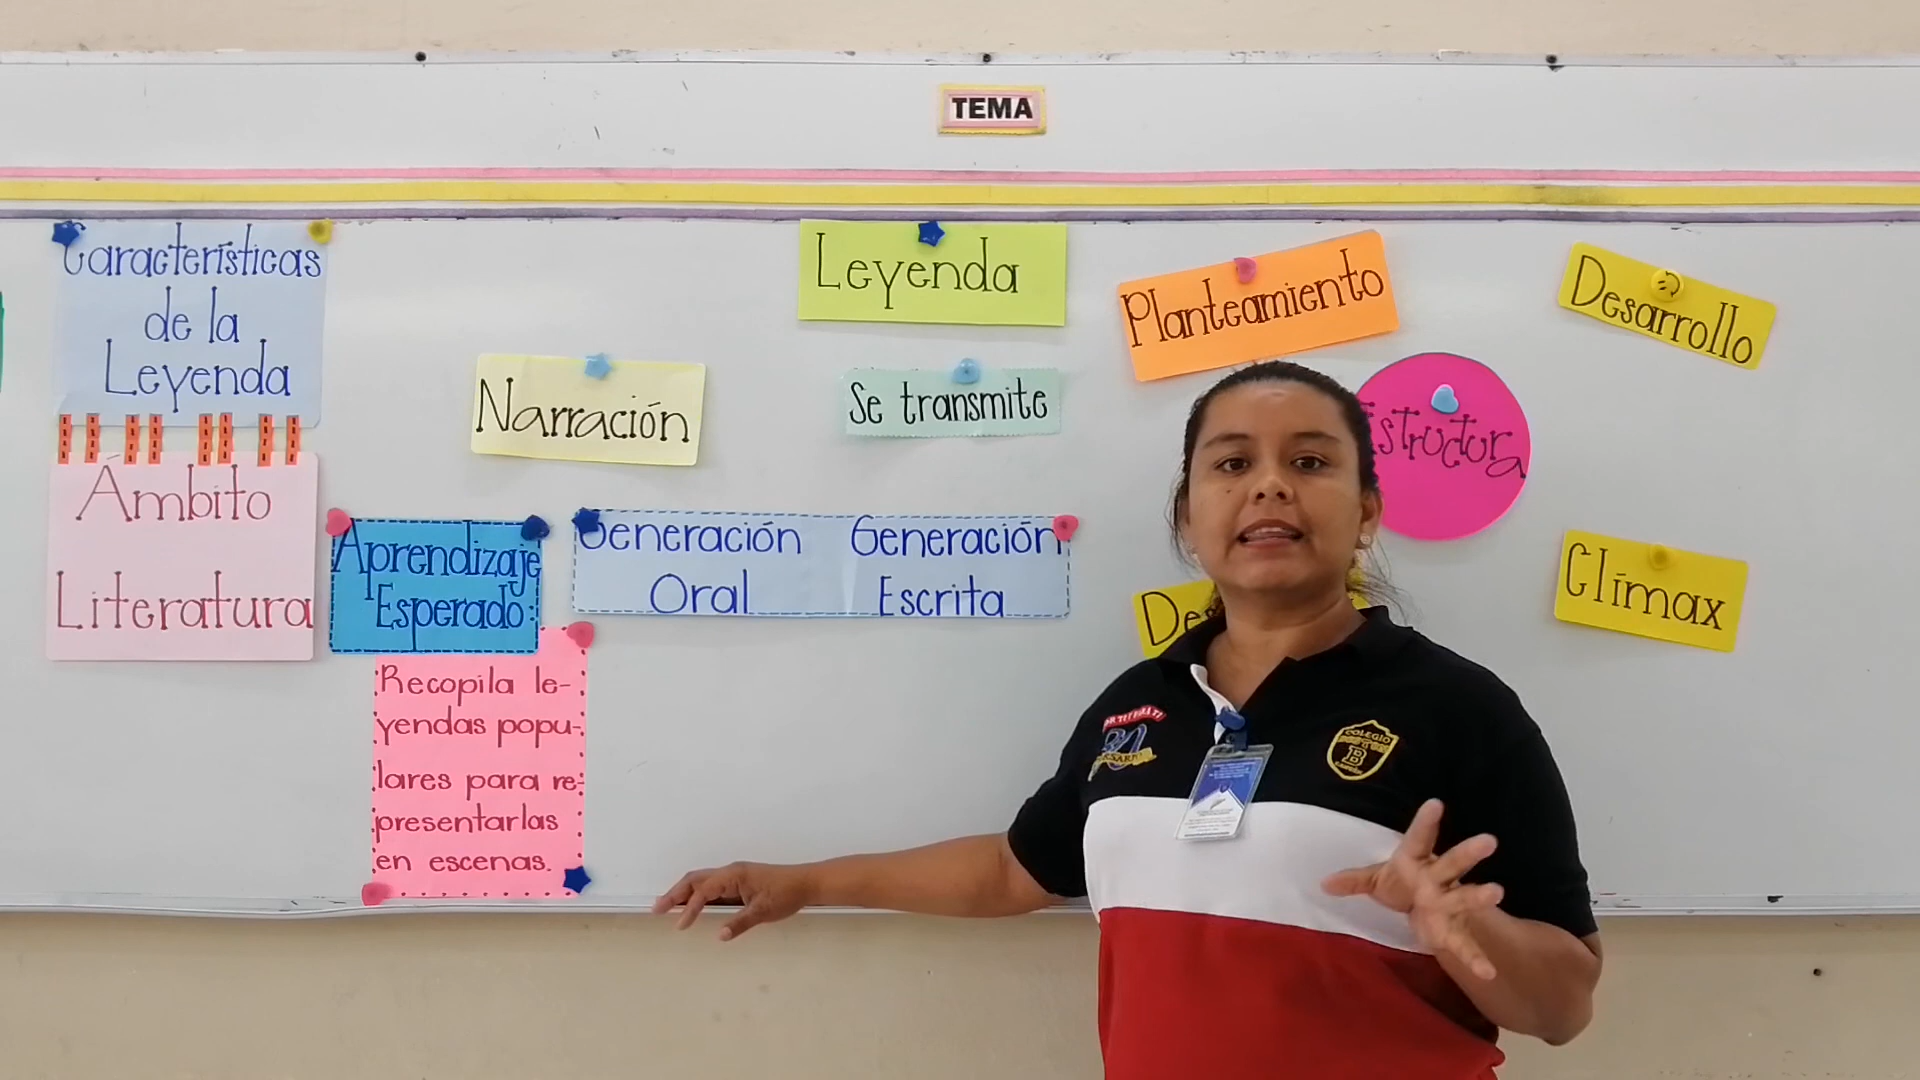 TEMA
Características
de la
Leyenda
Ámbito
Literatura
Aprendizaje
Esperado:
Recopila le-
yendas popu-
lares para re-
presentarlas
en escenas.
Leyenda
Narración
Se transmite
Generación Generación
Oral Escrita
Planteamiento
Desarrollo
Estructura
Clímax
COLEGIO
B